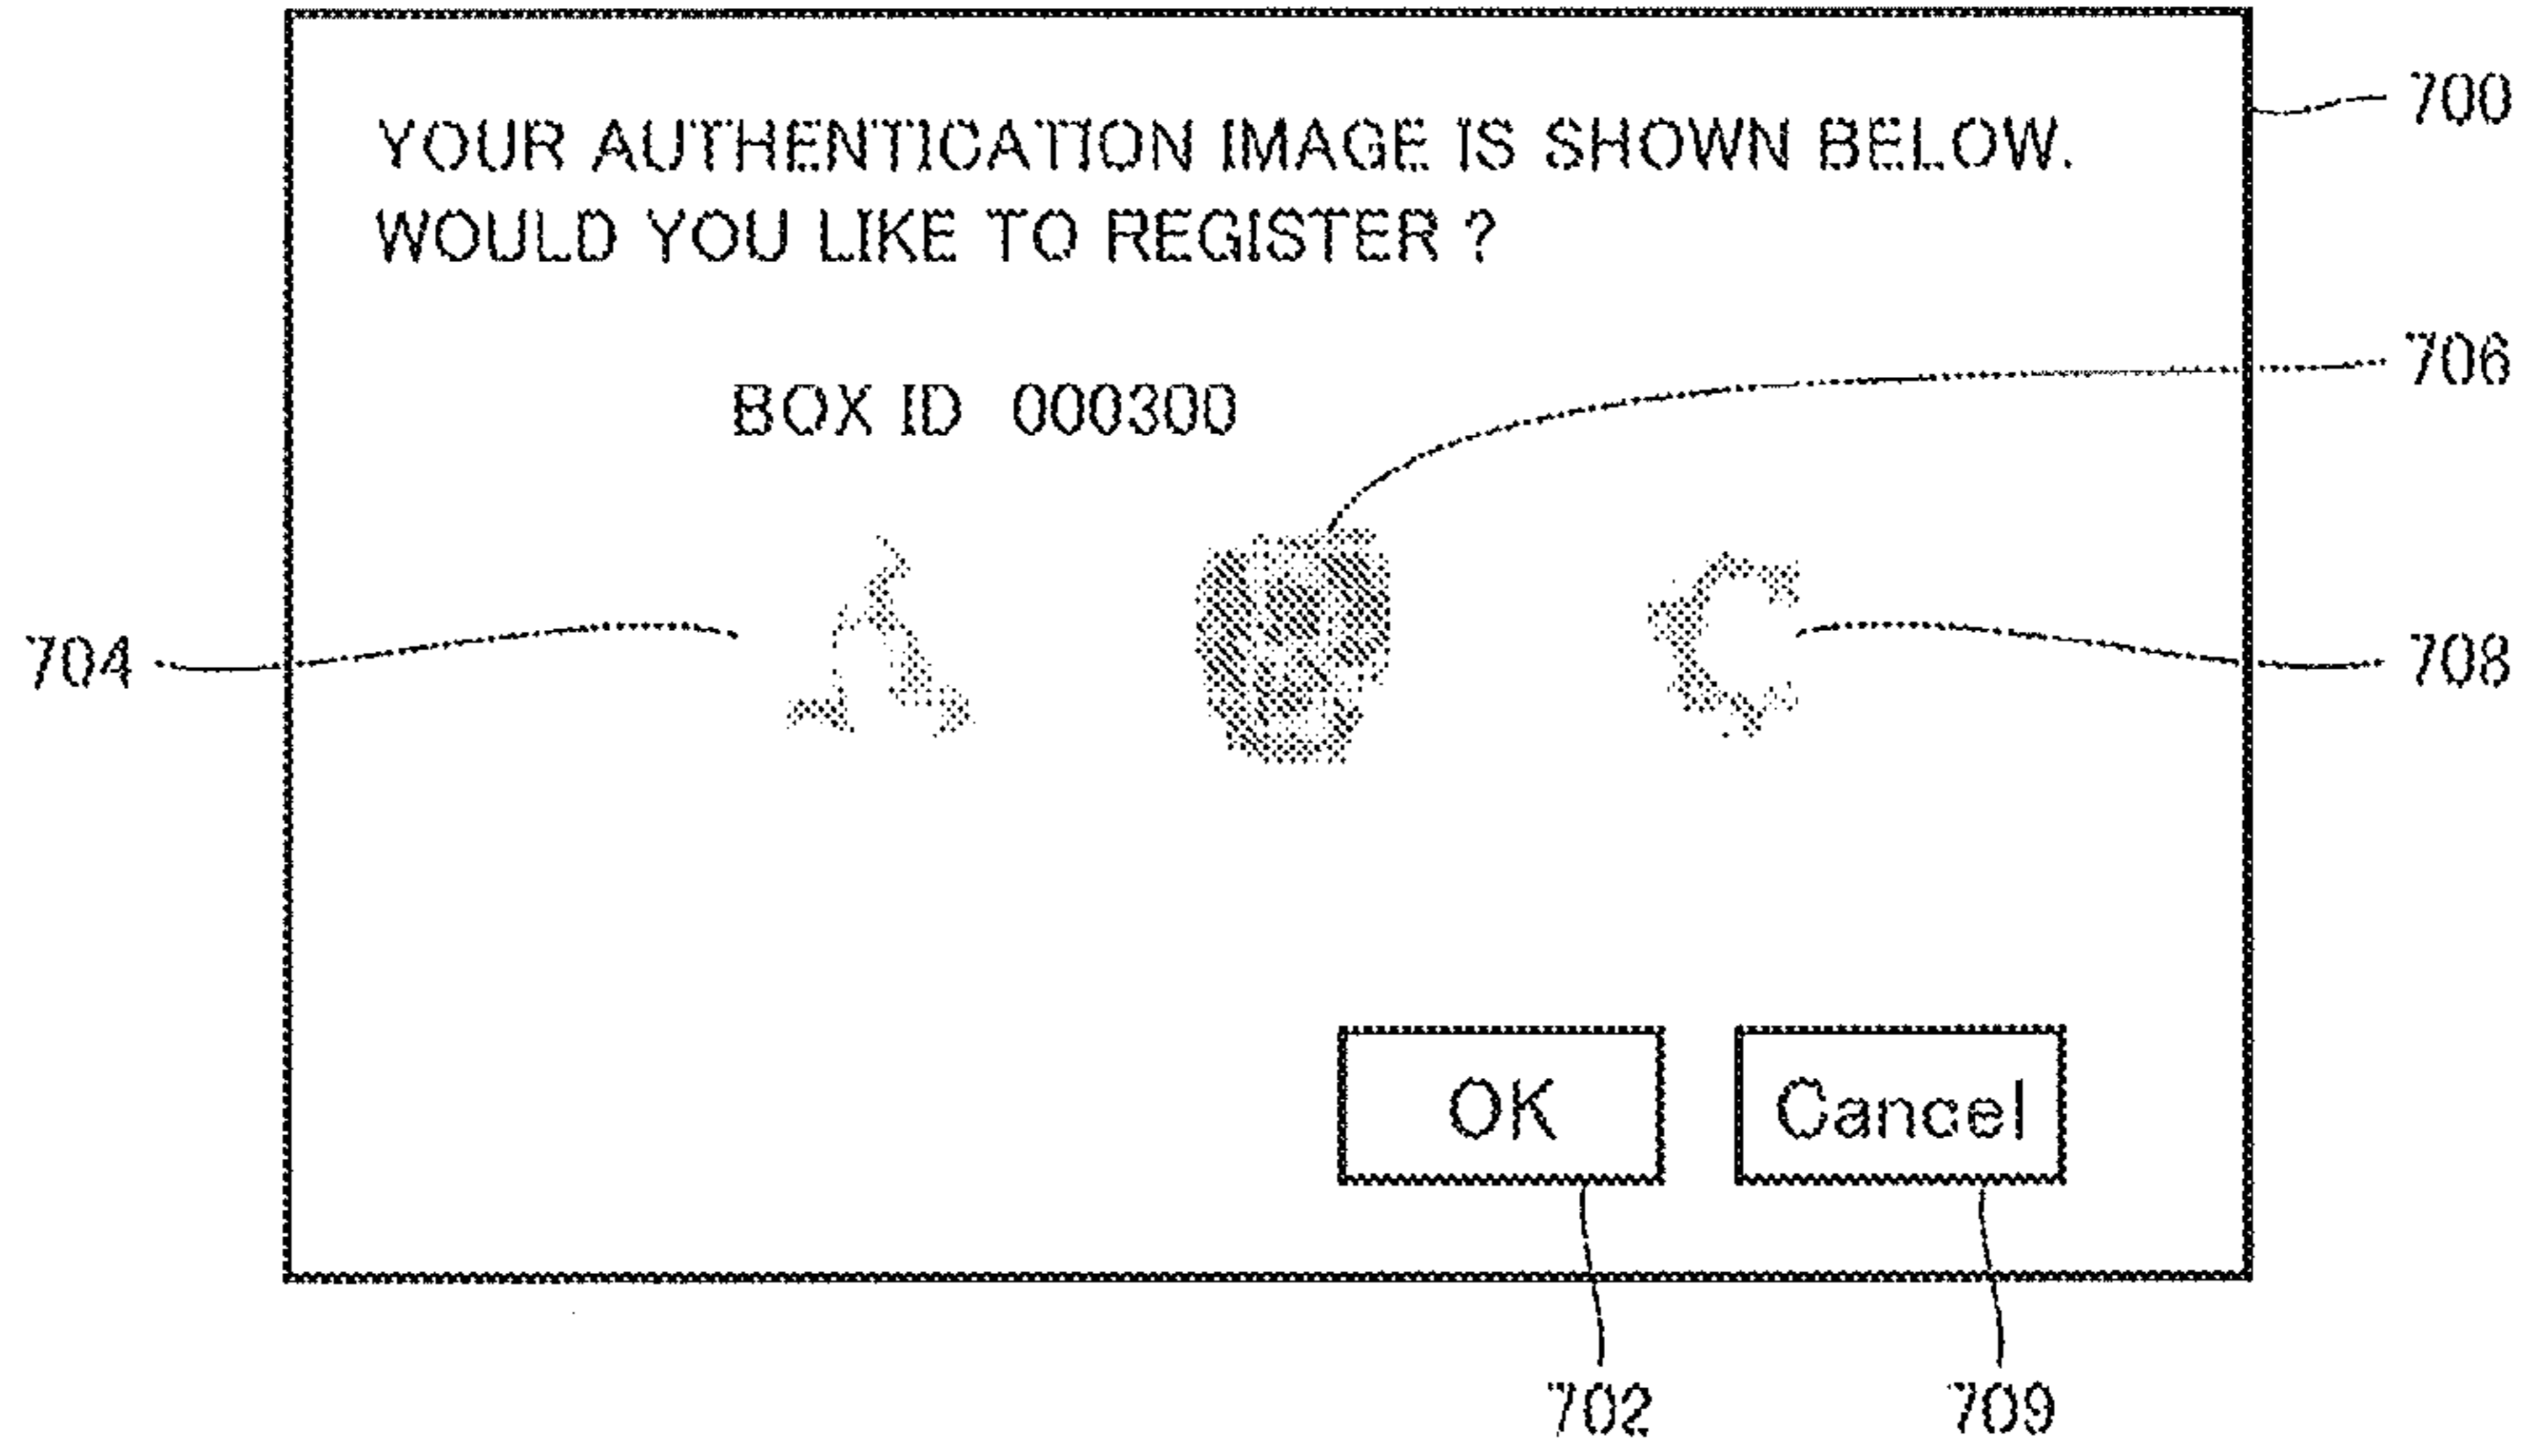 700
YOUR AUTHENTICATION IMAGE IS SHOWN BELOW.
WOULD YOU LIKE TO REGISTER ?
706
BOX ID 000300
704
A
C
708
OK
Cancel
702
709